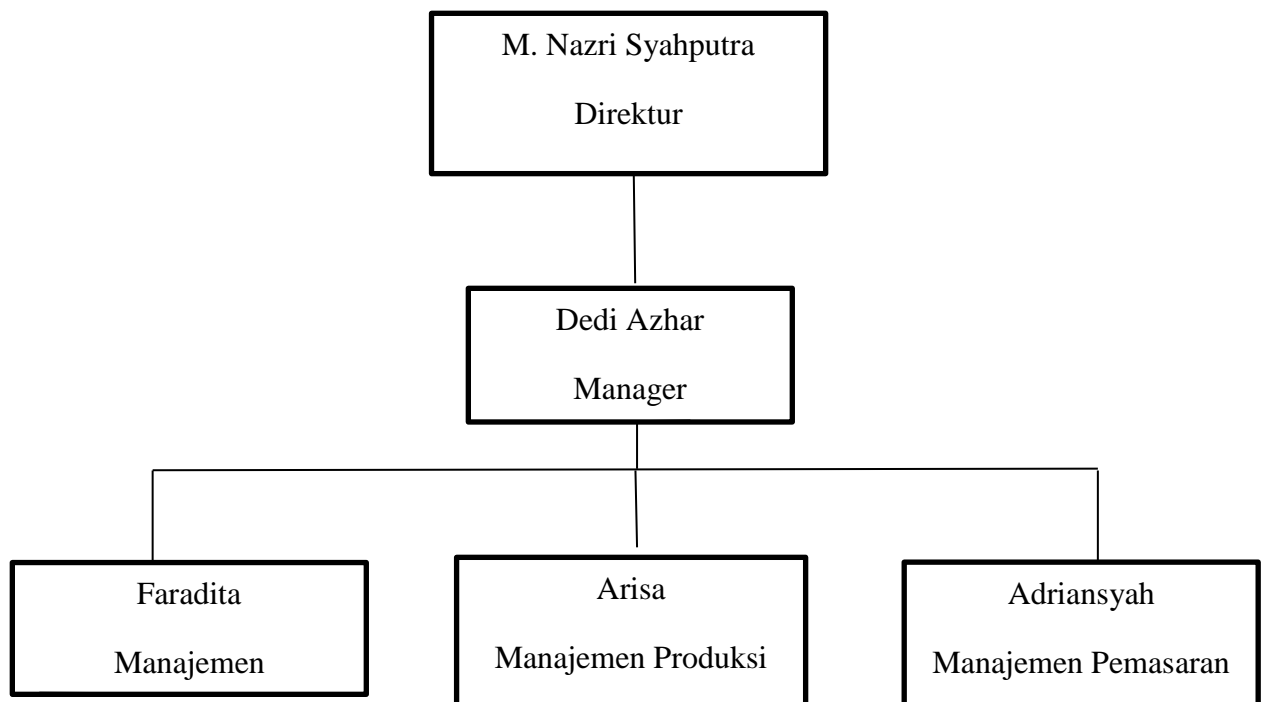 M. Nazri Syahputra
Direktur
Dedi Azhar
Manager
Faradita
Manajemen
Arisa
Manajemen Produksi
Adriansyah
Manajemen Pemasaran